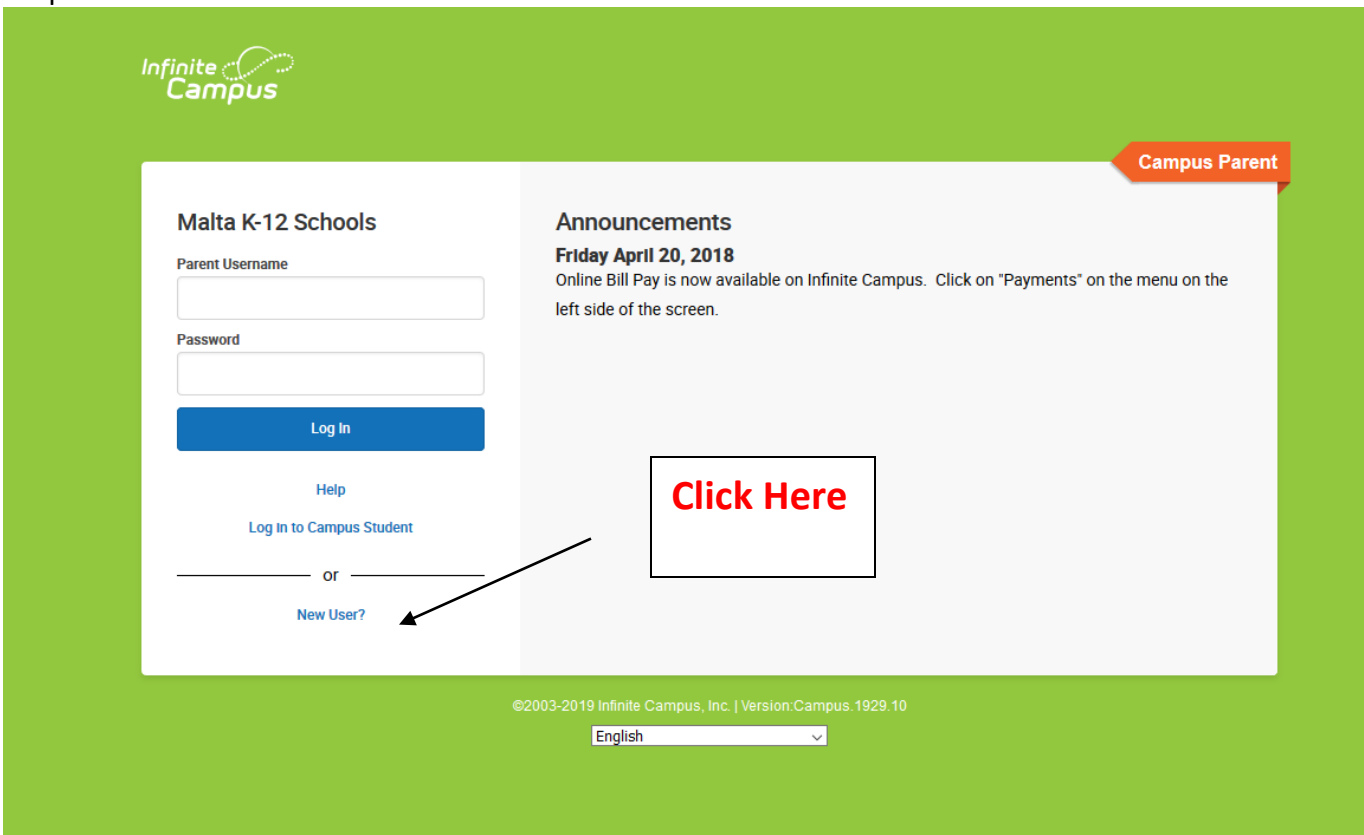 Infinite
Campus
Campus Parent
Malta K-12 Schools
Parent Username
Password
Log In
Help
Log in to Campus Student
or
New User?
Announcements
Friday April 20, 2018
Online Bill Pay is now available on Infinite Campus. Click on "Payments" on the menu on the
left side of the screen.
Click Here
©2003-2019 Infinite Campus, Inc. | Version:Campus.1929.10
English